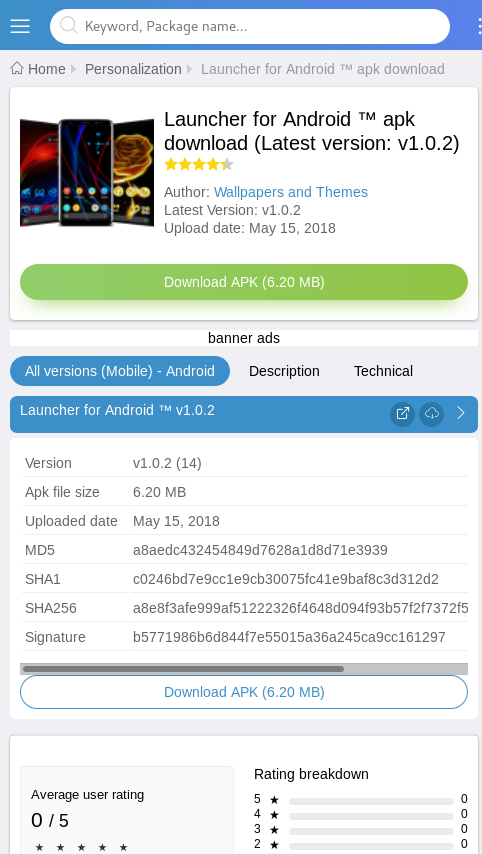 Keyword, Package name...
Home Personalization Launcher for Android ™ apk download
Launcher for Android ™ apk
download (Latest version: v1.0.2)
Author: Wallpapers and Themes
Latest Version: v1.0.2
Upload date: May 15, 2018
Download APK (6.20 MB)
banner ads
All versions (Mobile) - Android Description Technical
Launcher for Android ™ v1.0.2
Version v1.0.2 (14)
Apk file size 6.20 MB
Uploaded date May 15, 2018
MD5 a8aedc432454849d7628a1d8d71e3939
SHA1 c0246bd7e9cc1e9cb30075fc41e9baf8c3d312d2
SHA256 a8e8f3afe999af51222326f4648d094f93b57f2f7372f5
Signature b5771986b6d844f7e55015a36a245ca9cc161297
Download APK (6.20 MB)
Rating breakdown
Average user rating
0 / 5
5 ★ 0
4 ★ 0
3 ★ 0
2 ★ 0